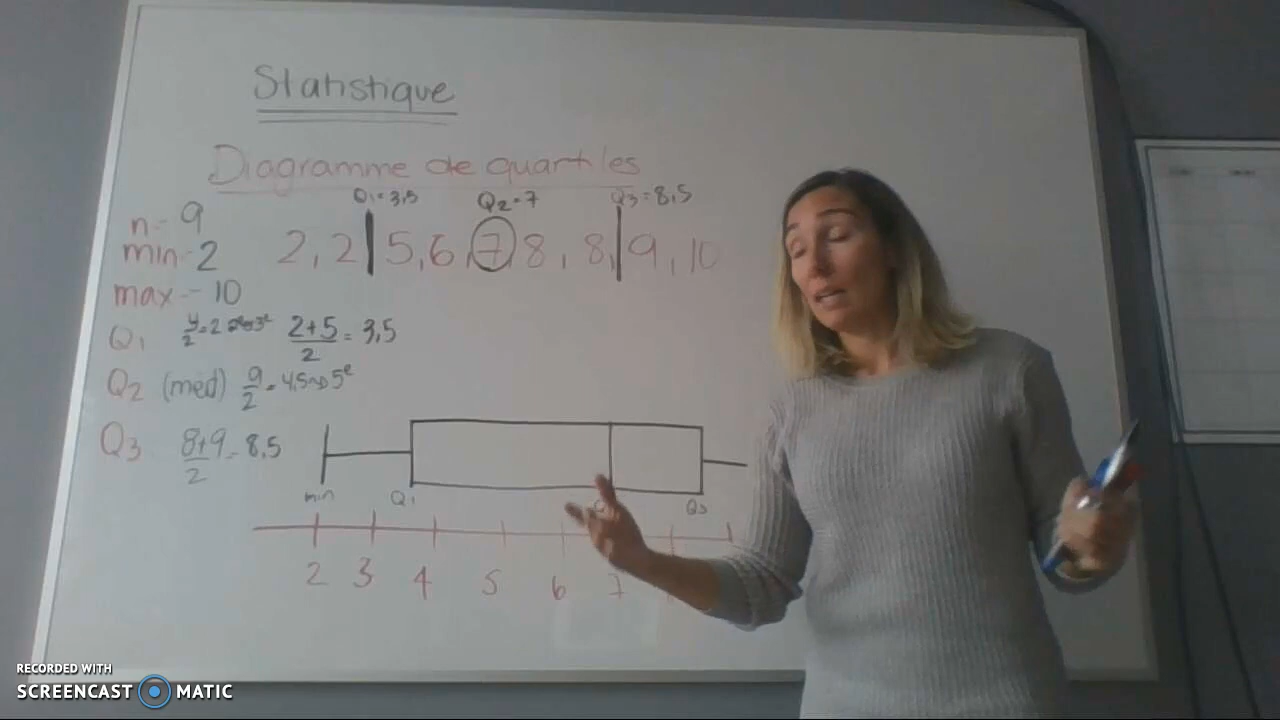 Statistique
Diagramme de quartiles
Q1=3,5 Q2=7 Q3=8,5
n=9
min=2
2, 2 | 5, 6, 7, 8, 8, | 9, 10
max=10
Q1 4/2=2 2+5/2 = 3,5
Q2 (med) 9/2 = 4,5 → 5e
Q3 8+9/2 = 8,5
min Q1 Q3
2 3 4 5 6 7
RECORDED WITH
SCREENCAST MATIC